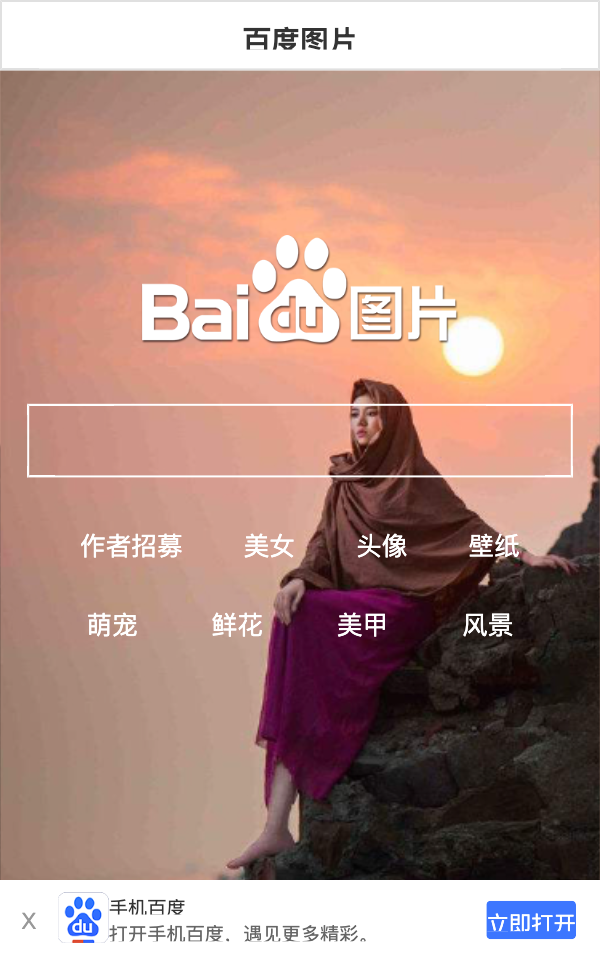 百度图片
Bai du 图片
作者招募 美女 头像 壁纸
萌宠 鲜花 美甲 风景
X
du
手机百度
打开手机百度，遇见更多精彩。
立即打开